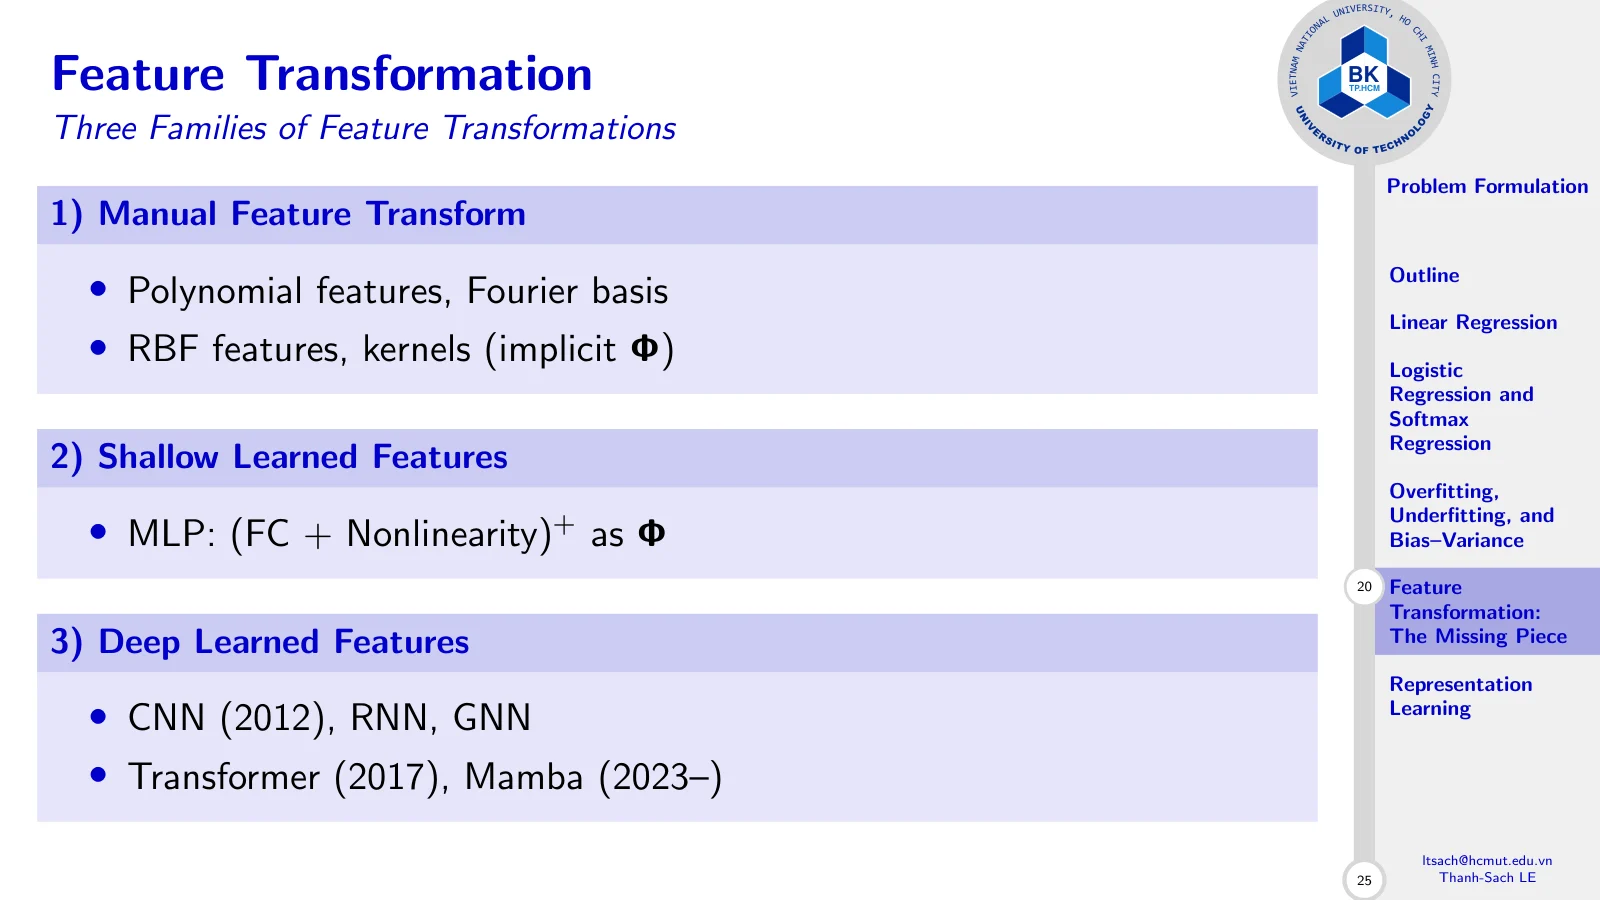 Feature Transformation
Three Families of Feature Transformations
1) Manual Feature Transform
• Polynomial features, Fourier basis
• RBF features, kernels (implicit Φ)
2) Shallow Learned Features
• MLP: (FC + Nonlinearity)⁺ as Φ
3) Deep Learned Features
• CNN (2012), RNN, GNN
• Transformer (2017), Mamba (2023–)
VIETNAM NATIONAL UNIVERSITY, HO CHI MINH CITY
BK
TP.HCM
UNIVERSITY OF TECHNOLOGY
Problem Formulation
Outline
Linear Regression
Logistic
Regression and
Softmax
Regression
Overfitting,
Underfitting, and
Bias–Variance
20
Feature
Transformation:
The Missing Piece
Representation
Learning
ltsach@hcmut.edu.vn
Thanh-Sach LE
25